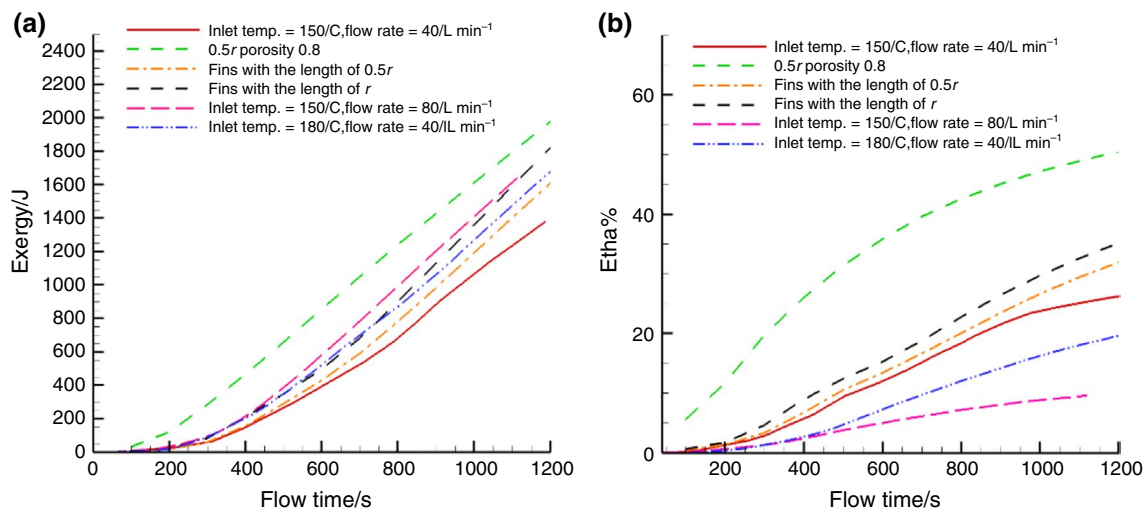 (a)
Inlet temp. = 150/C,flow rate = 40/L min⁻¹
0.5r porosity 0.8
Fins with the length of 0.5r
Fins with the length of r
Inlet temp. = 150/C,flow rate = 80/L min⁻¹
Inlet temp. = 180/C,flow rate = 40/lL min⁻¹
2400
2200
2000
1800
1600
1400
1200
1000
800
600
400
200
0
Exergy/J
0 200 400 600 800 1000 1200
Flow time/s
(b)
Inlet temp. = 150/C,flow rate = 40/L min⁻¹
0.5r porosity 0.8
Fins with the length of 0.5r
Fins with the length of r
Inlet temp. = 150/C,flow rate = 80/L min⁻¹
Inlet temp. = 180/C,flow rate = 40/lL min⁻¹
60
40
20
0
Etha%
200 400 600 800 1000 1200
Flow time/s